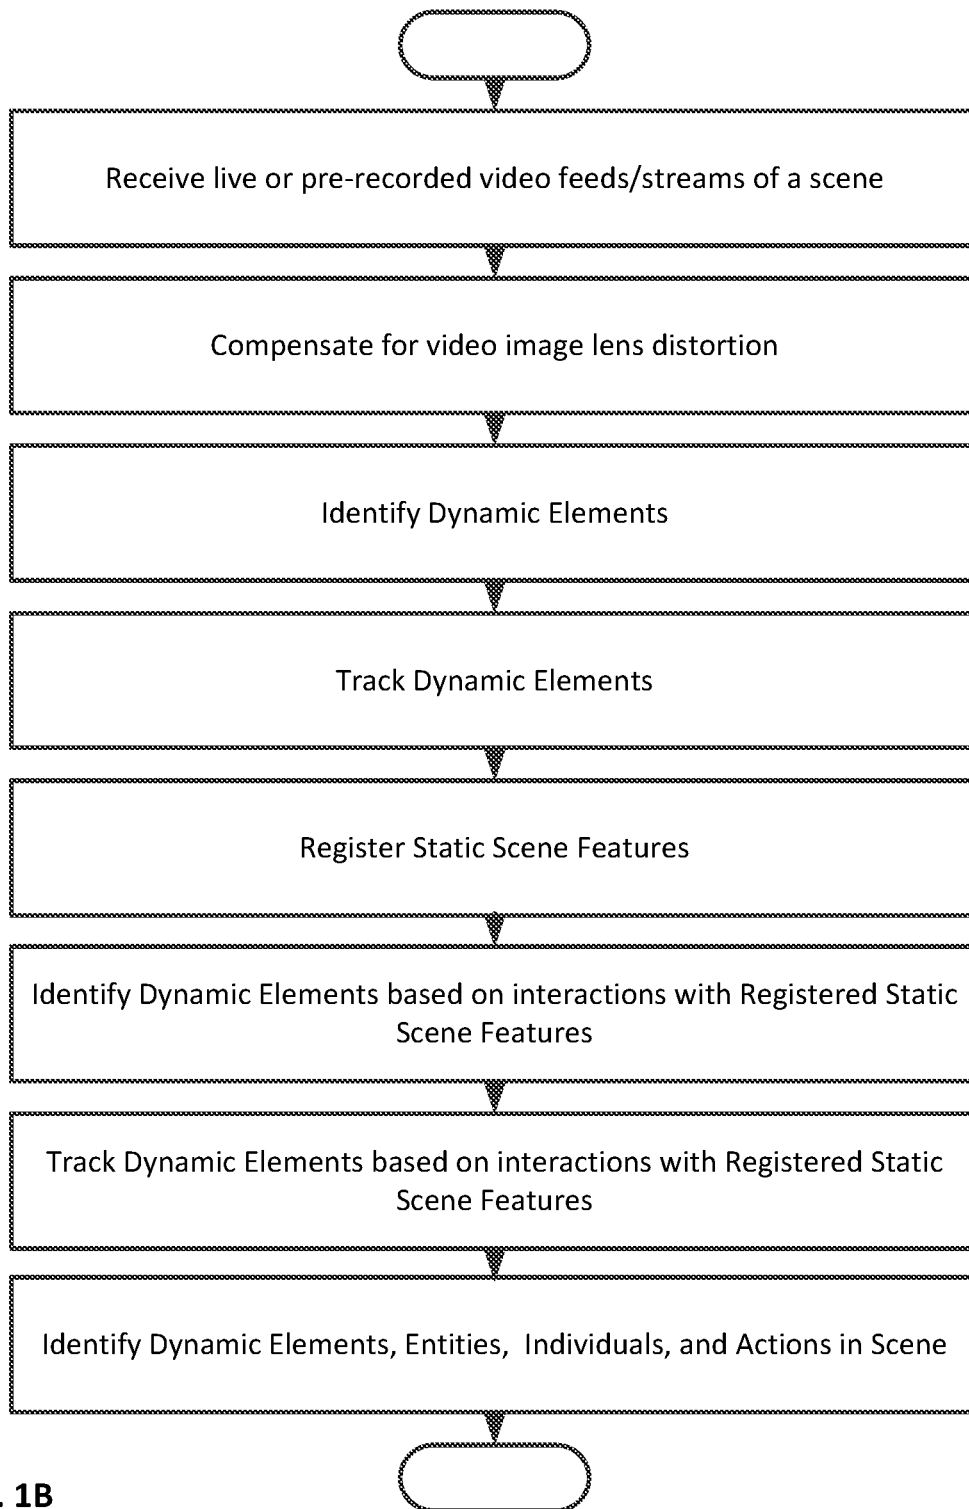 Receive live or pre-recorded video feeds/streams of a scene
Compensate for video image lens distortion
Identify Dynamic Elements
Track Dynamic Elements
Register Static Scene Features
Identify Dynamic Elements based on interactions with Registered Static
Scene Features
Track Dynamic Elements based on interactions with Registered Static
Scene Features
Identify Dynamic Elements, Entities,  Individuals, and Actions in Scene
. 1B